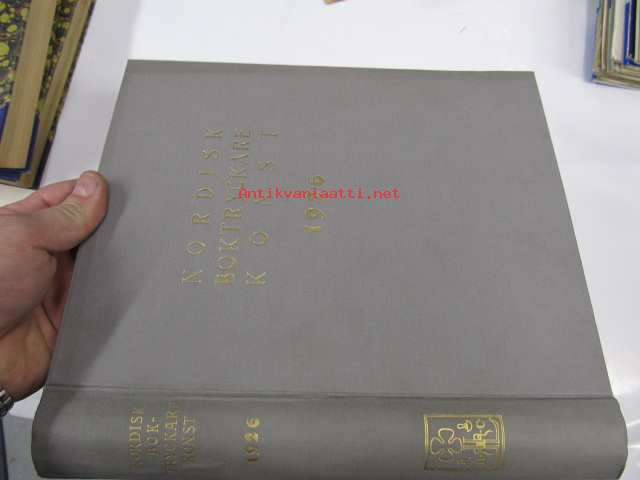 NORDISK
BOKTRYCKARE
KONST
1926
Antikvariaatti.net
NORDISK
BOK-
TRYCKARE
KONST
1926